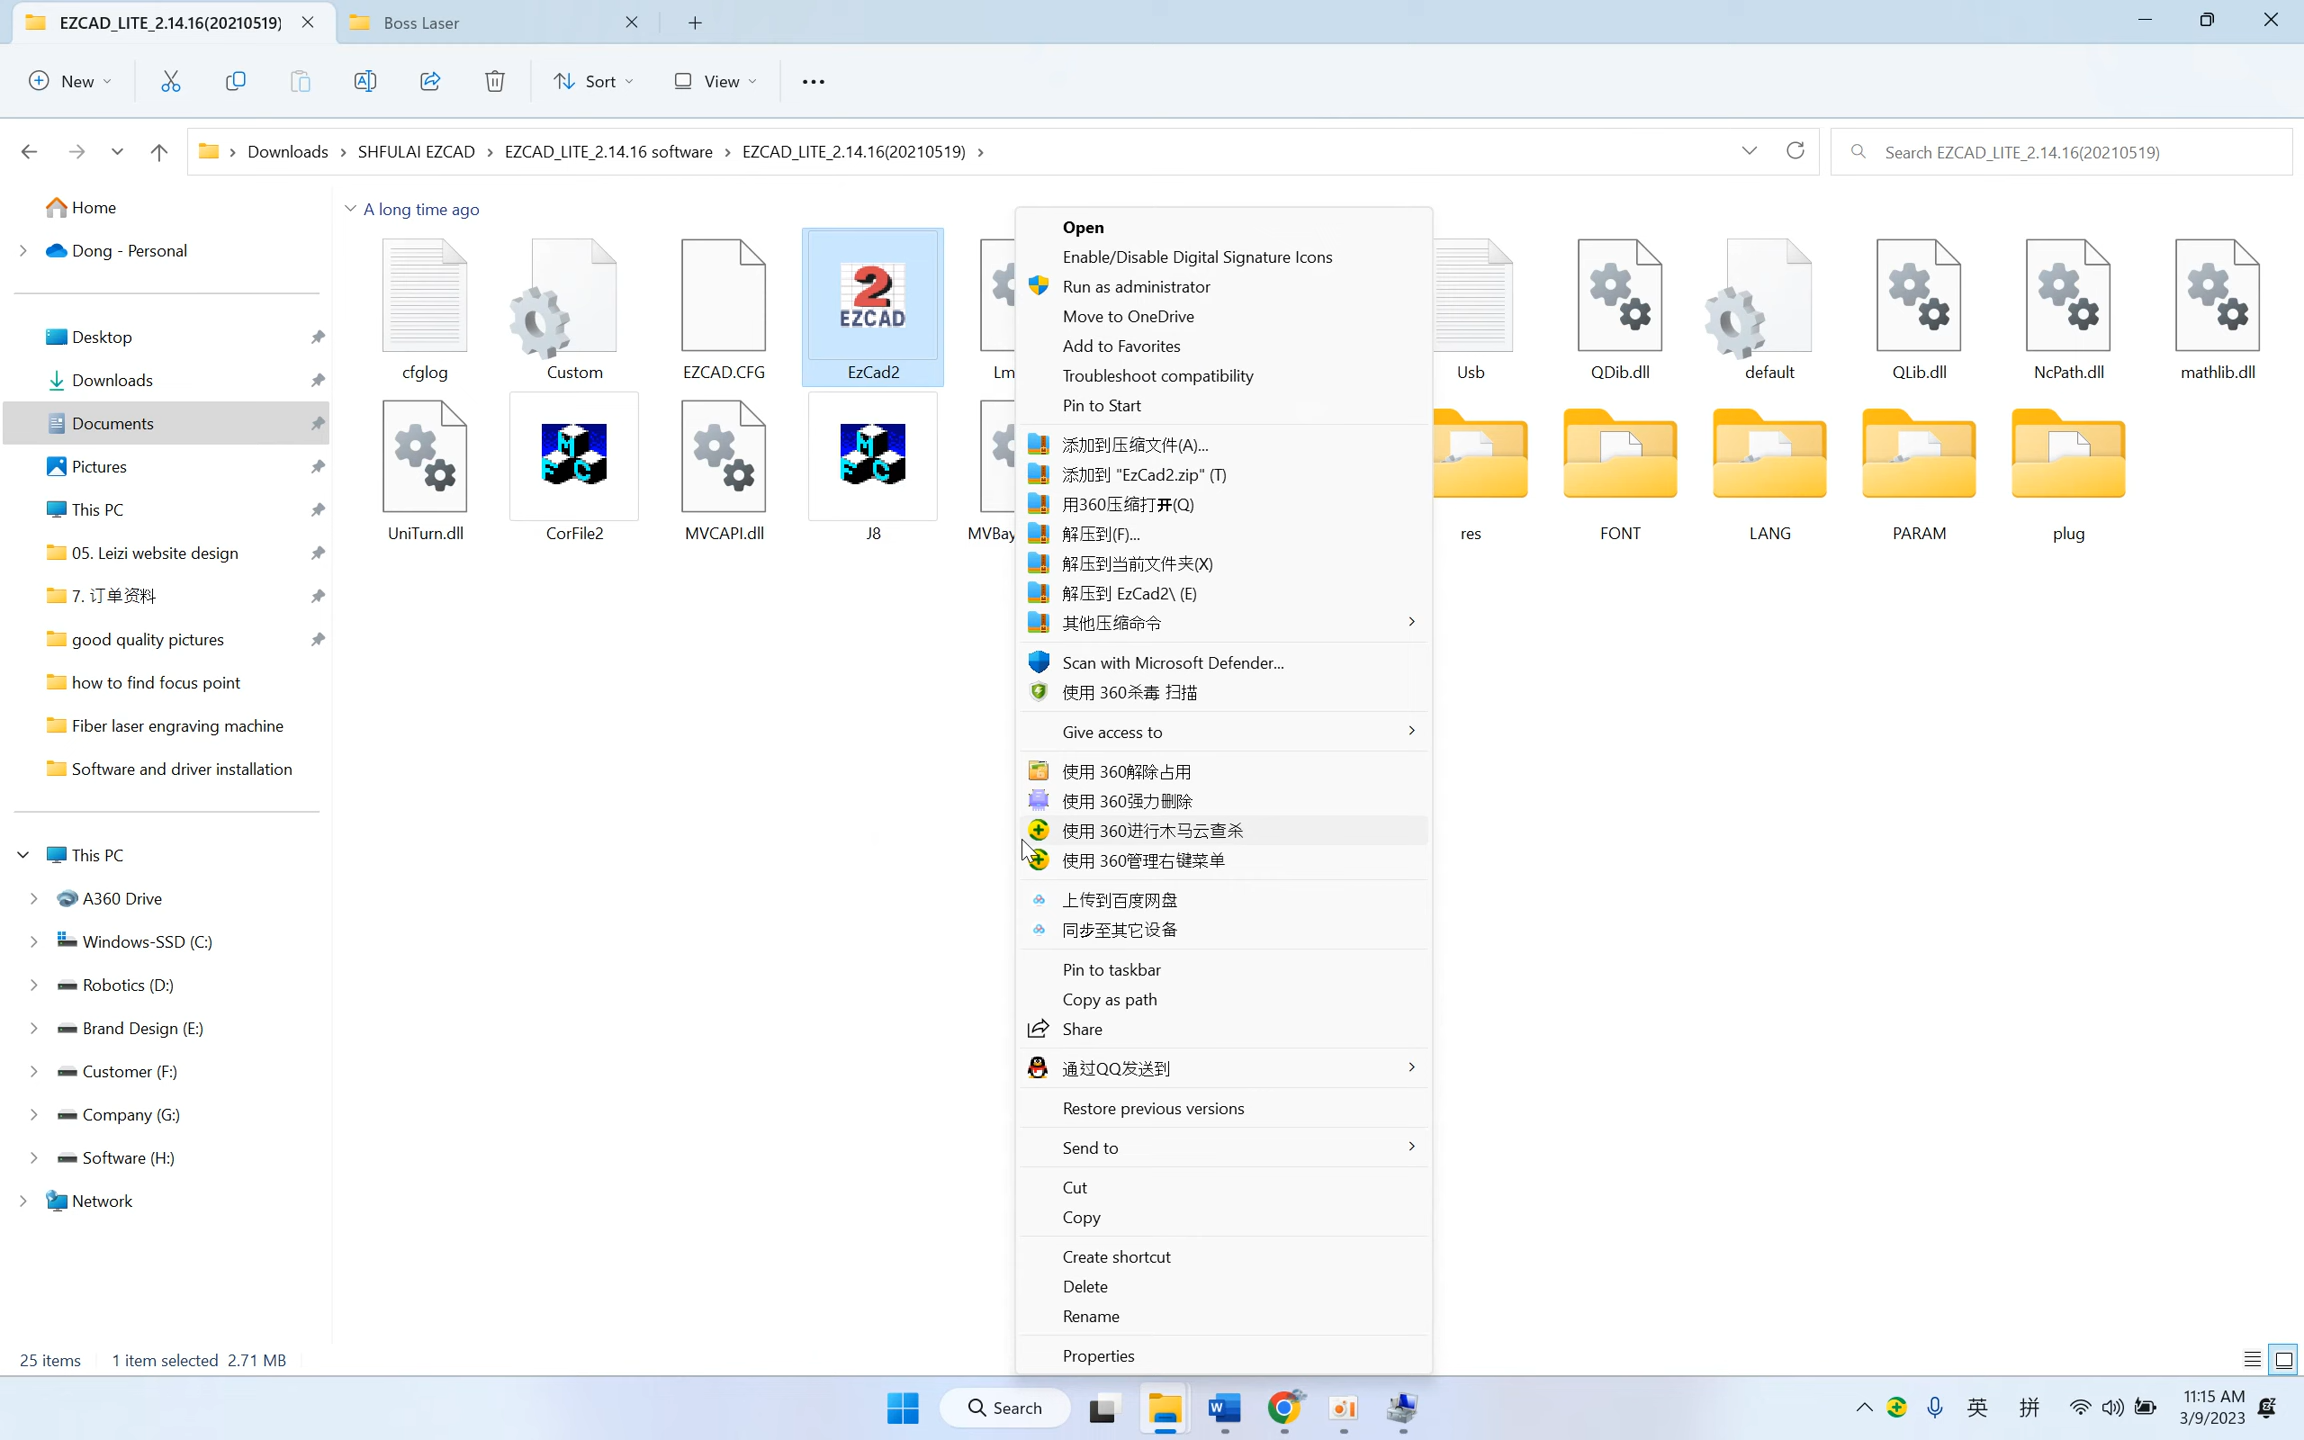 EZCAD_LITE_2.14.16(20210519)
Boss Laser
New
Sort
View
Downloads
SHFULAI EZCAD
EZCAD_LITE_2.14.16 software
EZCAD_LITE_2.14.16(20210519)
Search EZCAD_LITE_2.14.16(20210519)
Home
Dong - Personal
Desktop
Downloads
Documents
Pictures
This PC
05. Leizi website design
7. 订单资料
good quality pictures
how to find focus point
Fiber laser engraving machine
Software and driver installation
This PC
A360 Drive
Windows-SSD (C:)
Robotics (D:)
Brand Design (E:)
Customer (F:)
Company (G:)
Software (H:)
Network
A long time ago
2
EZCAD
cfglog
Custom
EZCAD.CFG
EzCad2
Lm
Usb
QDib.dll
default
QLib.dll
NcPath.dll
mathlib.dll
M F C
M F C
UniTurn.dll
CorFile2
MVCAPI.dll
J8
MVBay
res
FONT
LANG
PARAM
plug
Open
Enable/Disable Digital Signature Icons
Run as administrator
Move to OneDrive
Add to Favorites
Troubleshoot compatibility
Pin to Start
添加到压缩文件(A)...
添加到 "EzCad2.zip" (T)
用360压缩打开(Q)
解压到(F)...
解压到当前文件夹(X)
解压到 EzCad2\ (E)
其他压缩命令
Scan with Microsoft Defender...
使用 360杀毒 扫描
Give access to
使用 360解除占用
使用 360强力删除
使用 360进行木马云查杀
使用 360管理右键菜单
上传到百度网盘
同步至其它设备
Pin to taskbar
Copy as path
Share
通过QQ发送到
Restore previous versions
Send to
Cut
Copy
Create shortcut
Delete
Rename
Properties
25 items
1 item selected 2.71 MB
Search
W
英
拼
11:15 AM
3/9/2023